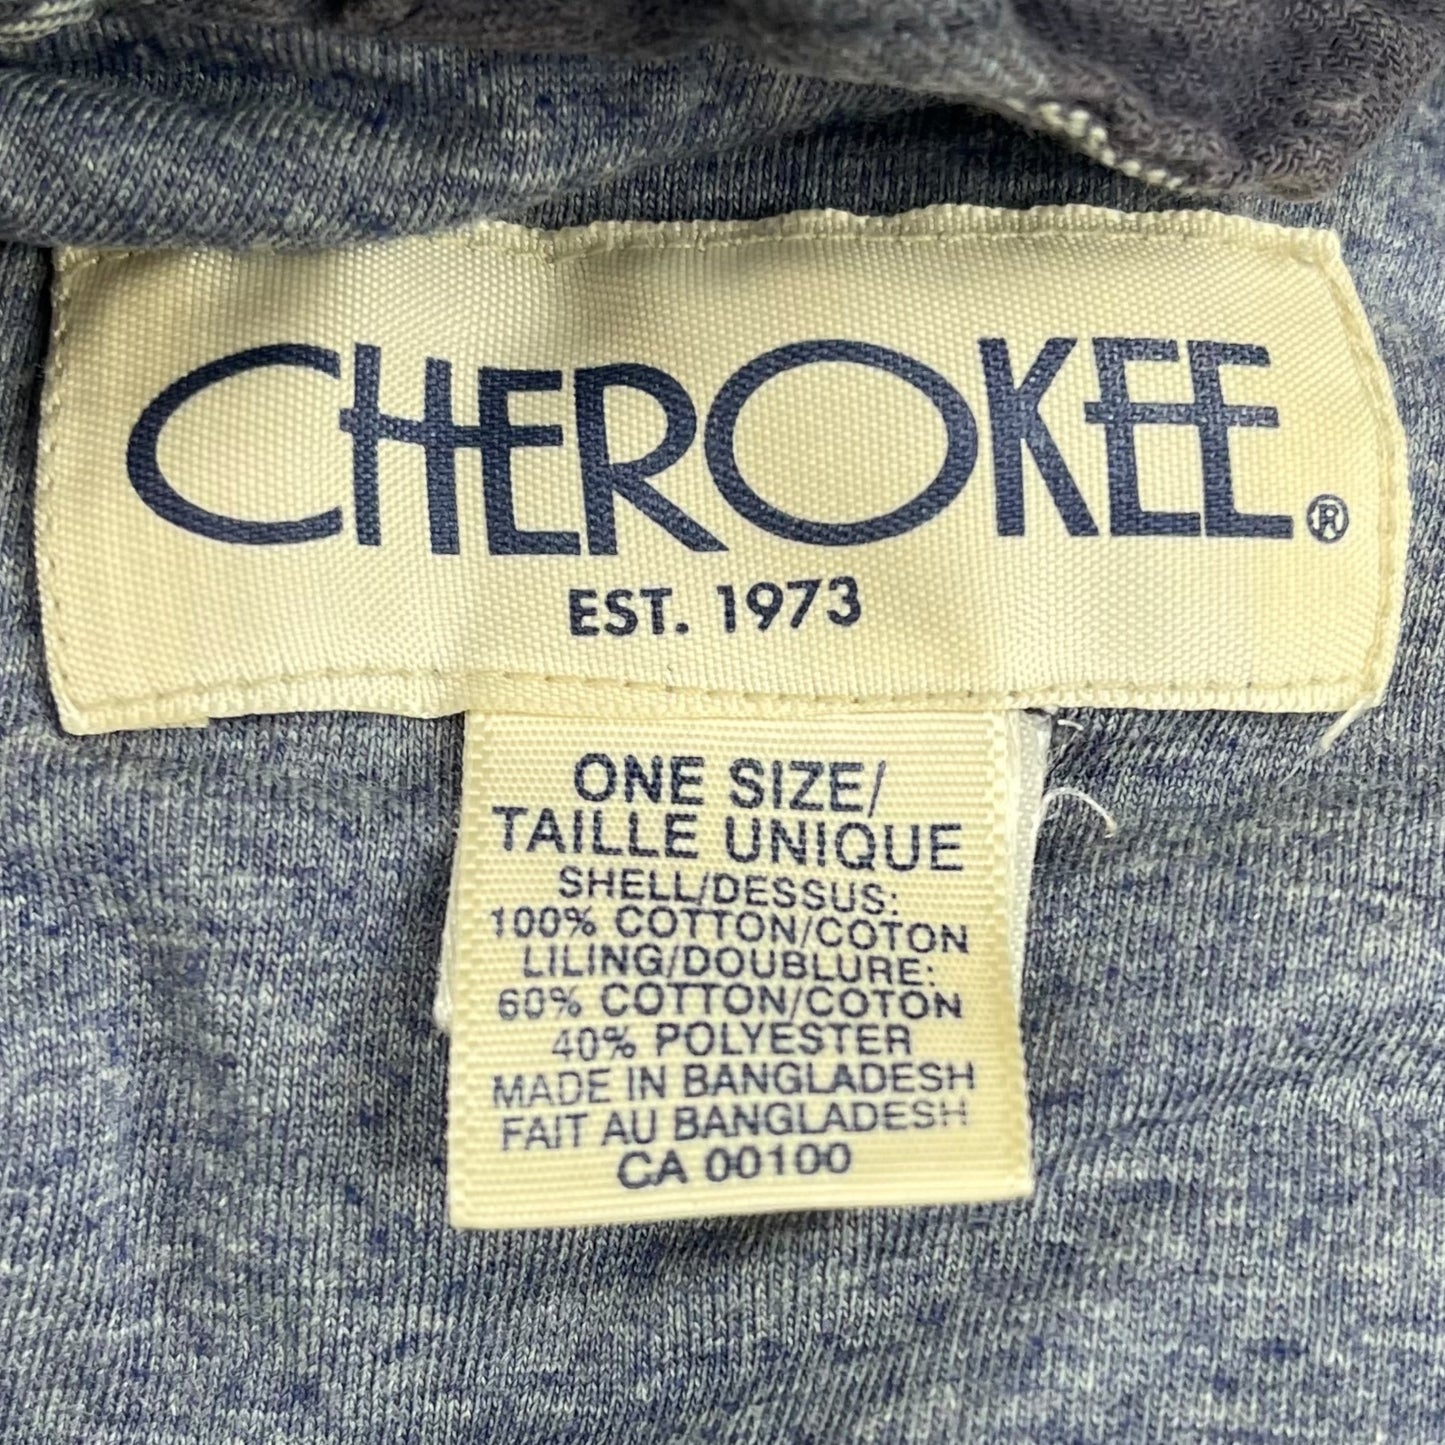 CHEROKEE®
EST. 1973
ONE SIZE/
TAILLE UNIQUE
SHELL/DESSUS:
100% COTTON/COTON
LILING/DOUBLURE:
60% COTTON/COTON
40% POLYESTER
MADE IN BANGLADESH
FAIT AU BANGLADESH
CA 00100